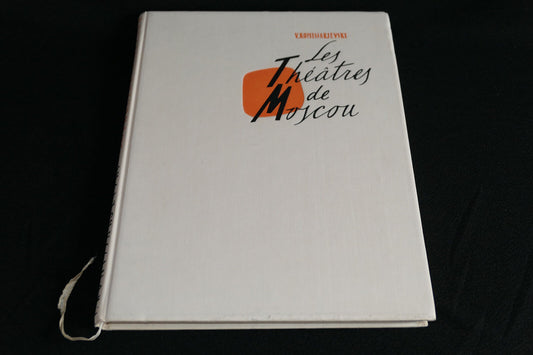 V.KOMISSARJEVSKI
Les
Théâtres
de
Moscou